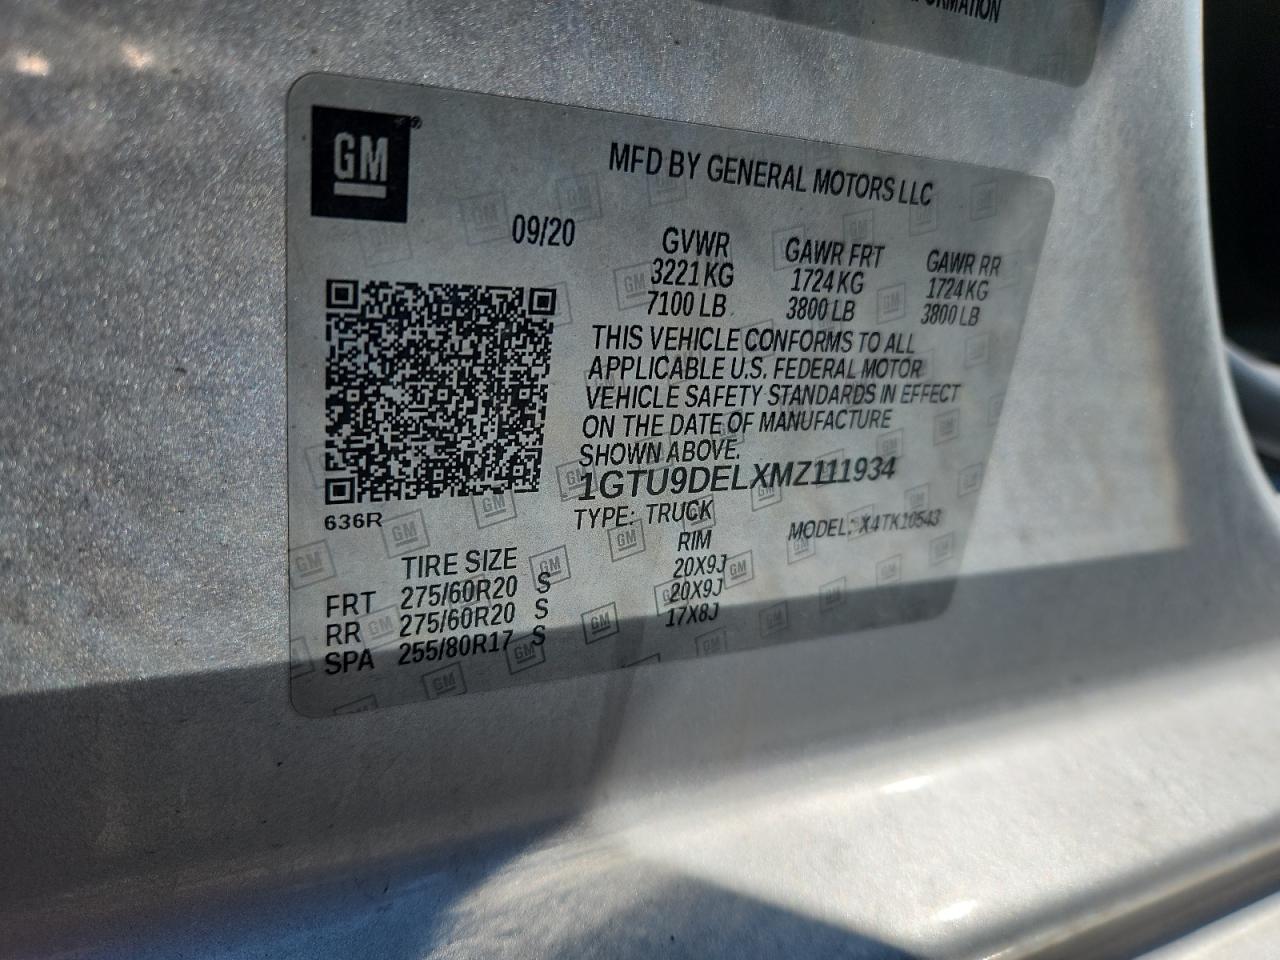 FORMATION
GM
MFD BY GENERAL MOTORS LLC
09/20
GVWR GAWR FRT GAWR RR
3221 KG 1724 KG 1724 KG
7100 LB 3800 LB 3800 LB
THIS VEHICLE CONFORMS TO ALL
APPLICABLE U.S. FEDERAL MOTOR
VEHICLE SAFETY STANDARDS IN EFFECT
ON THE DATE OF MANUFACTURE
SHOWN ABOVE.
1GTU9DELXMZ111934
TYPE: TRUCK MODEL: X4TK10543
636R
TIRE SIZE RIM
FRT 275/60R20 S 20X9J
RR 275/60R20 S 20X9J
SPA 255/80R17 S 17X8J